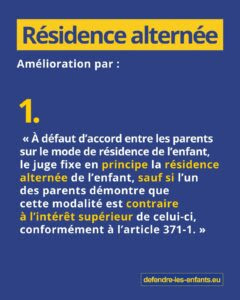 Résidence alternée
Amélioration par :
1.
« À défaut d’accord entre les parents
sur le mode de résidence de l’enfant,
le juge fixe en principe la résidence
alternée de l’enfant, sauf si l’un
des parents démontre que
cette modalité est contraire
à l’intérêt supérieur de celui-ci,
conformément à l’article 371-1. »
defendre-les-enfants.eu